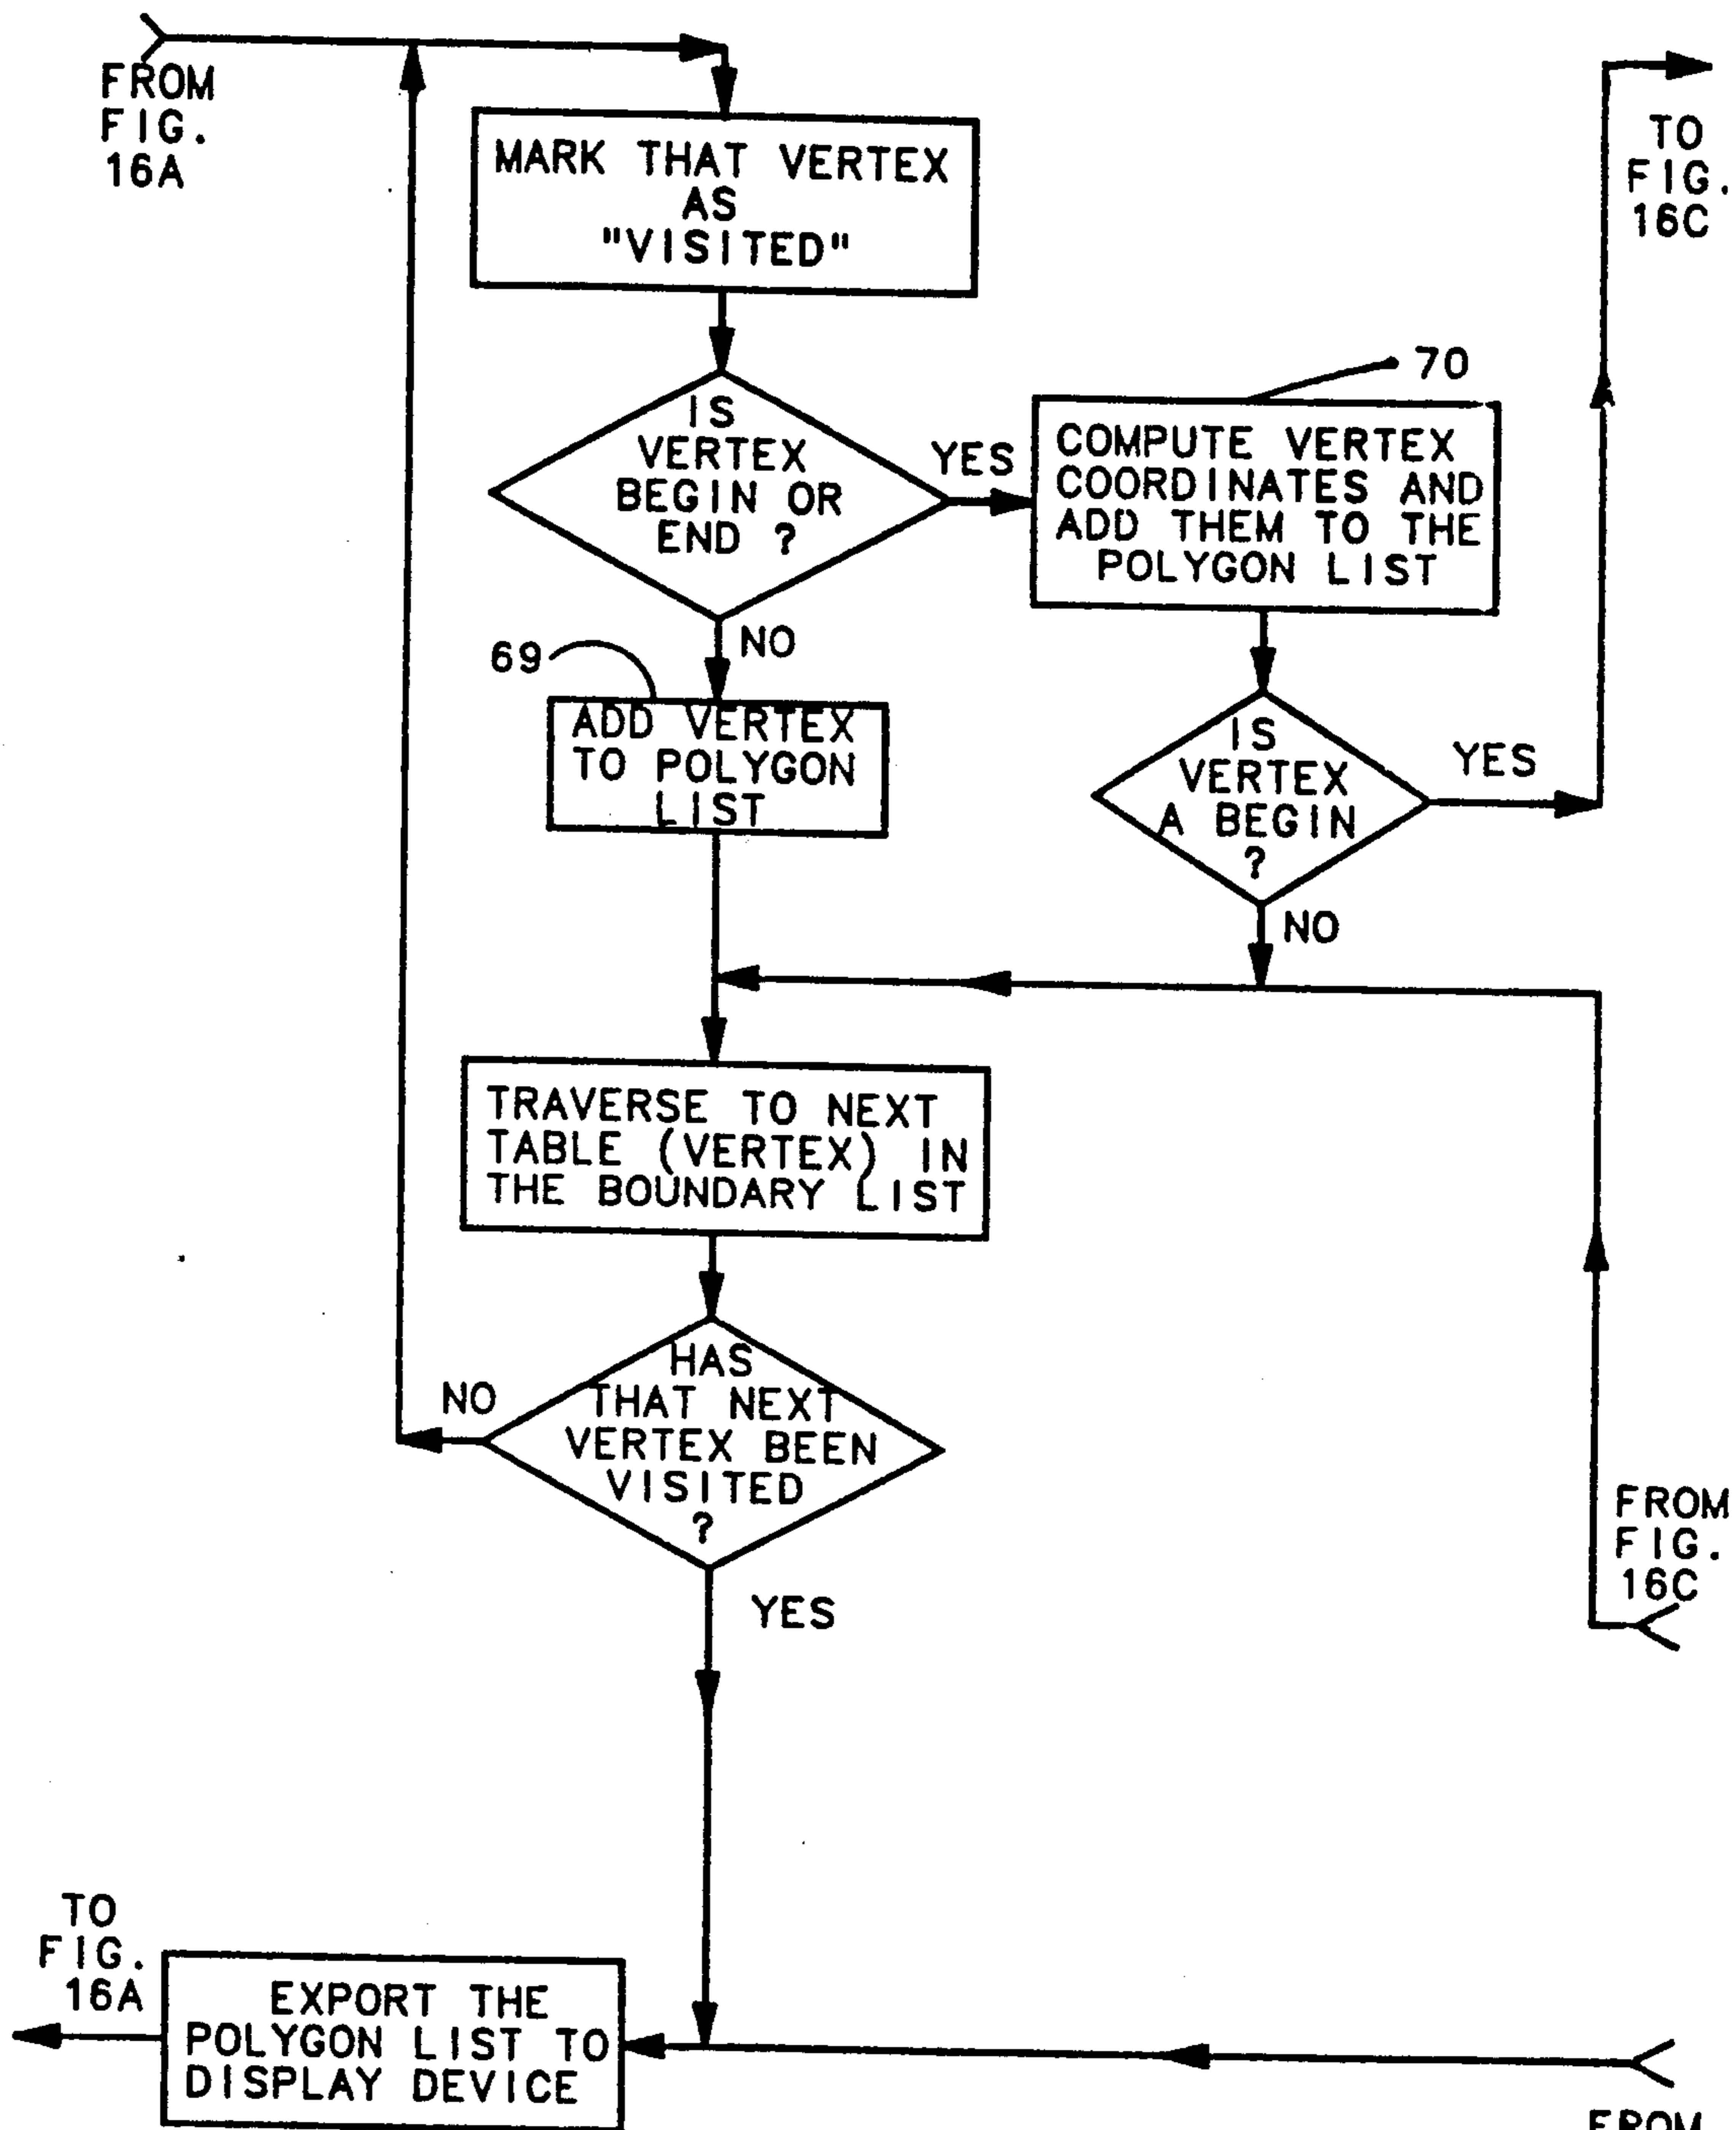 FROM
FIG.
16A
MARK THAT VERTEX
AS
"VISITED"
TO
FIG.
16C
IS
VERTEX
BEGIN OR
END ?
YES
70
COMPUTE VERTEX
COORDINATES AND
ADD THEM TO THE
POLYGON LIST
NO
69
ADD VERTEX
TO POLYGON
LIST
IS
VERTEX
A BEGIN
?
YES
NO
TRAVERSE TO NEXT
TABLE (VERTEX) IN
THE BOUNDARY LIST
HAS
THAT NEXT
VERTEX BEEN
VISITED
?
NO
YES
FROM
FIG.
16C
TO
FIG.
16A
EXPORT THE
POLYGON LIST TO
DISPLAY DEVICE
FROM